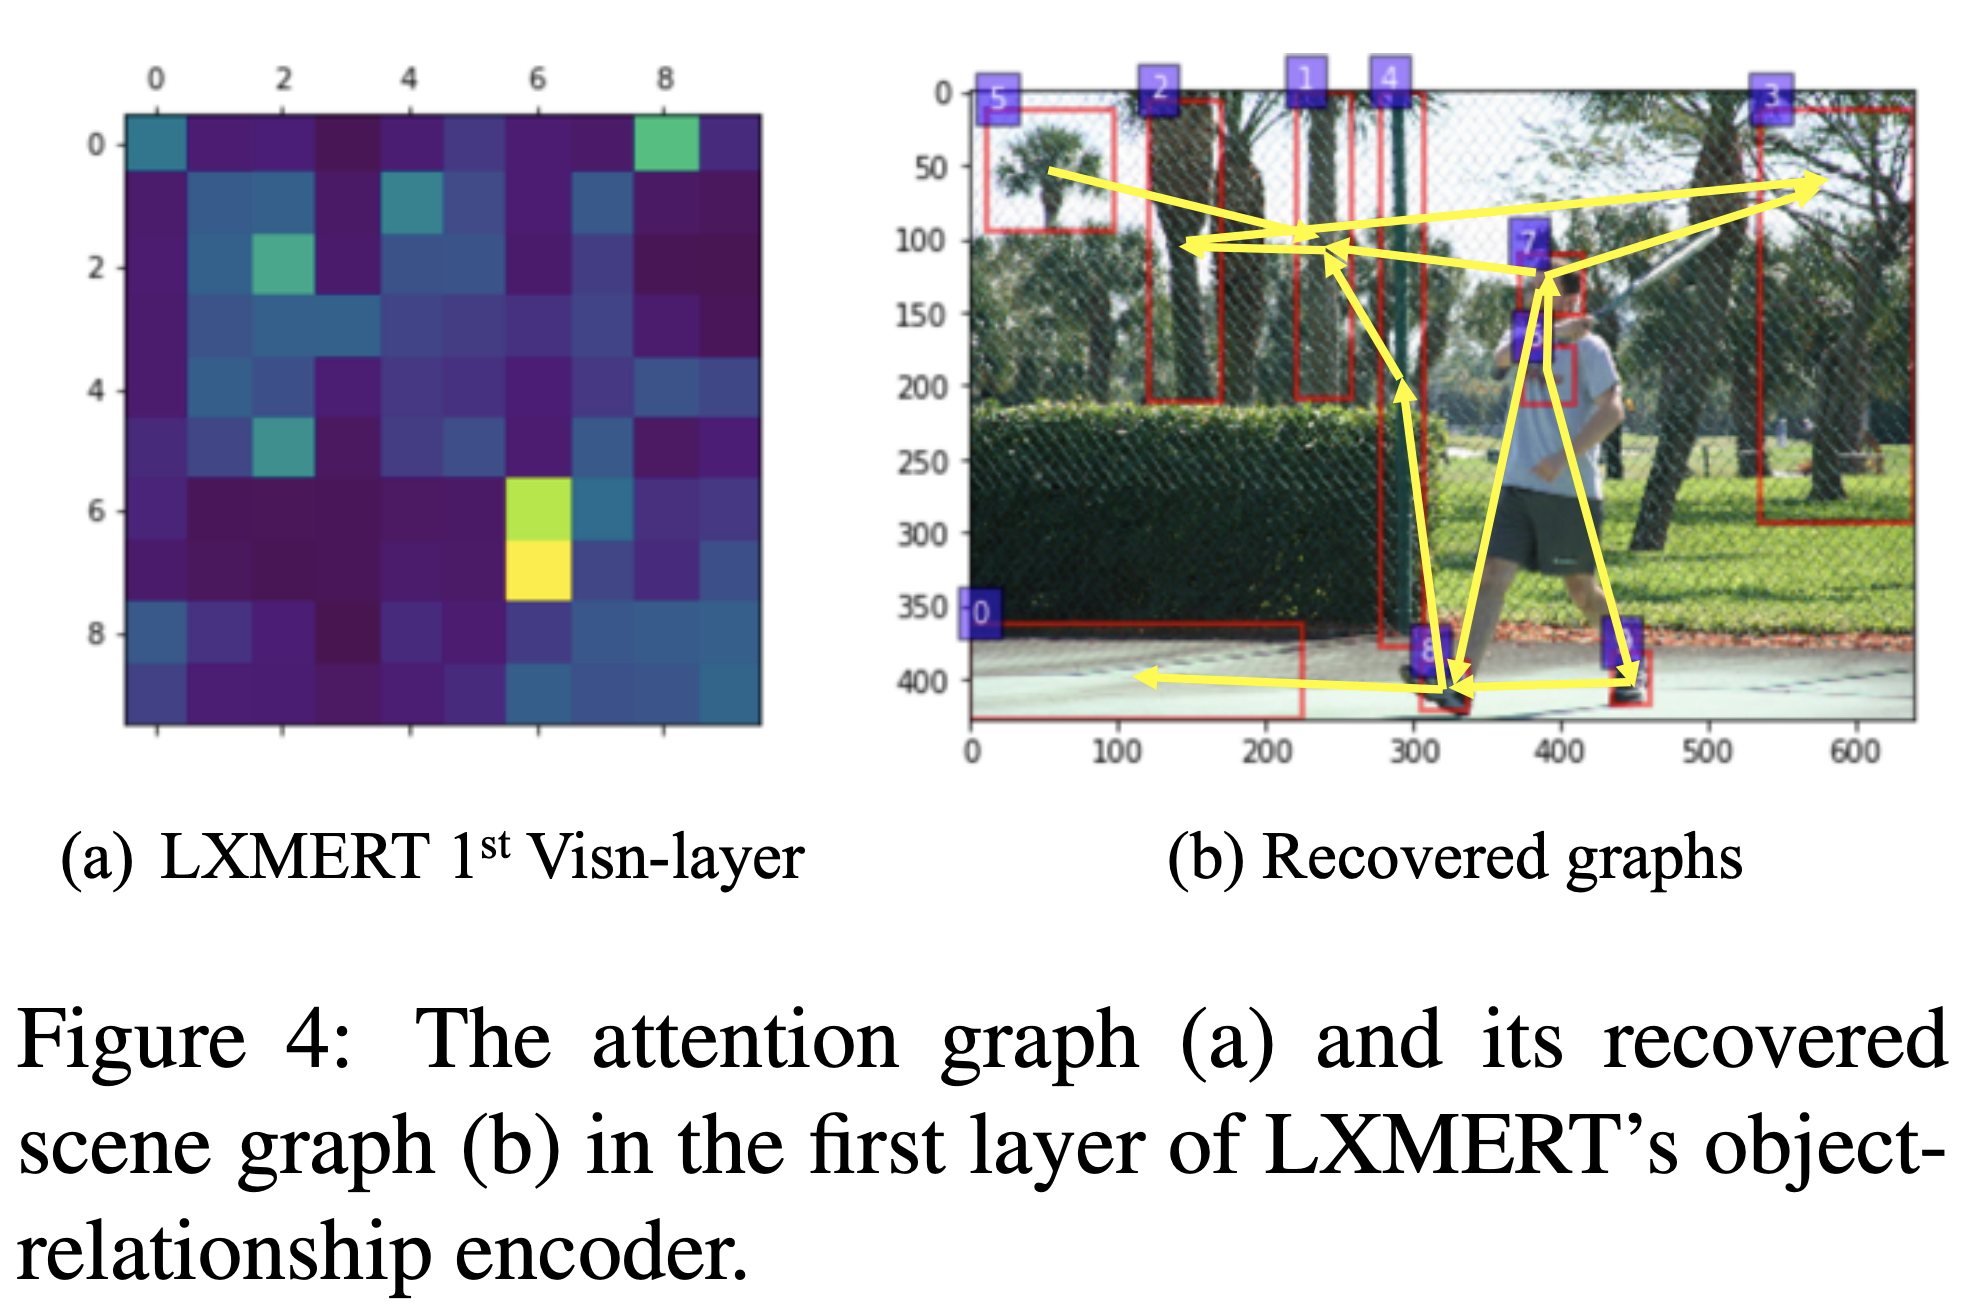 0 2 4 6 8
0
2
4
6
8
5 2 1 4 3
0
50
100
150
200
250
300
350
400
7
0
8
0 100 200 300 400 500 600
(a) LXMERT 1st Visn-layer
(b) Recovered graphs
Figure 4: The attention graph (a) and its recovered
scene graph (b) in the first layer of LXMERT’s object-
relationship encoder.